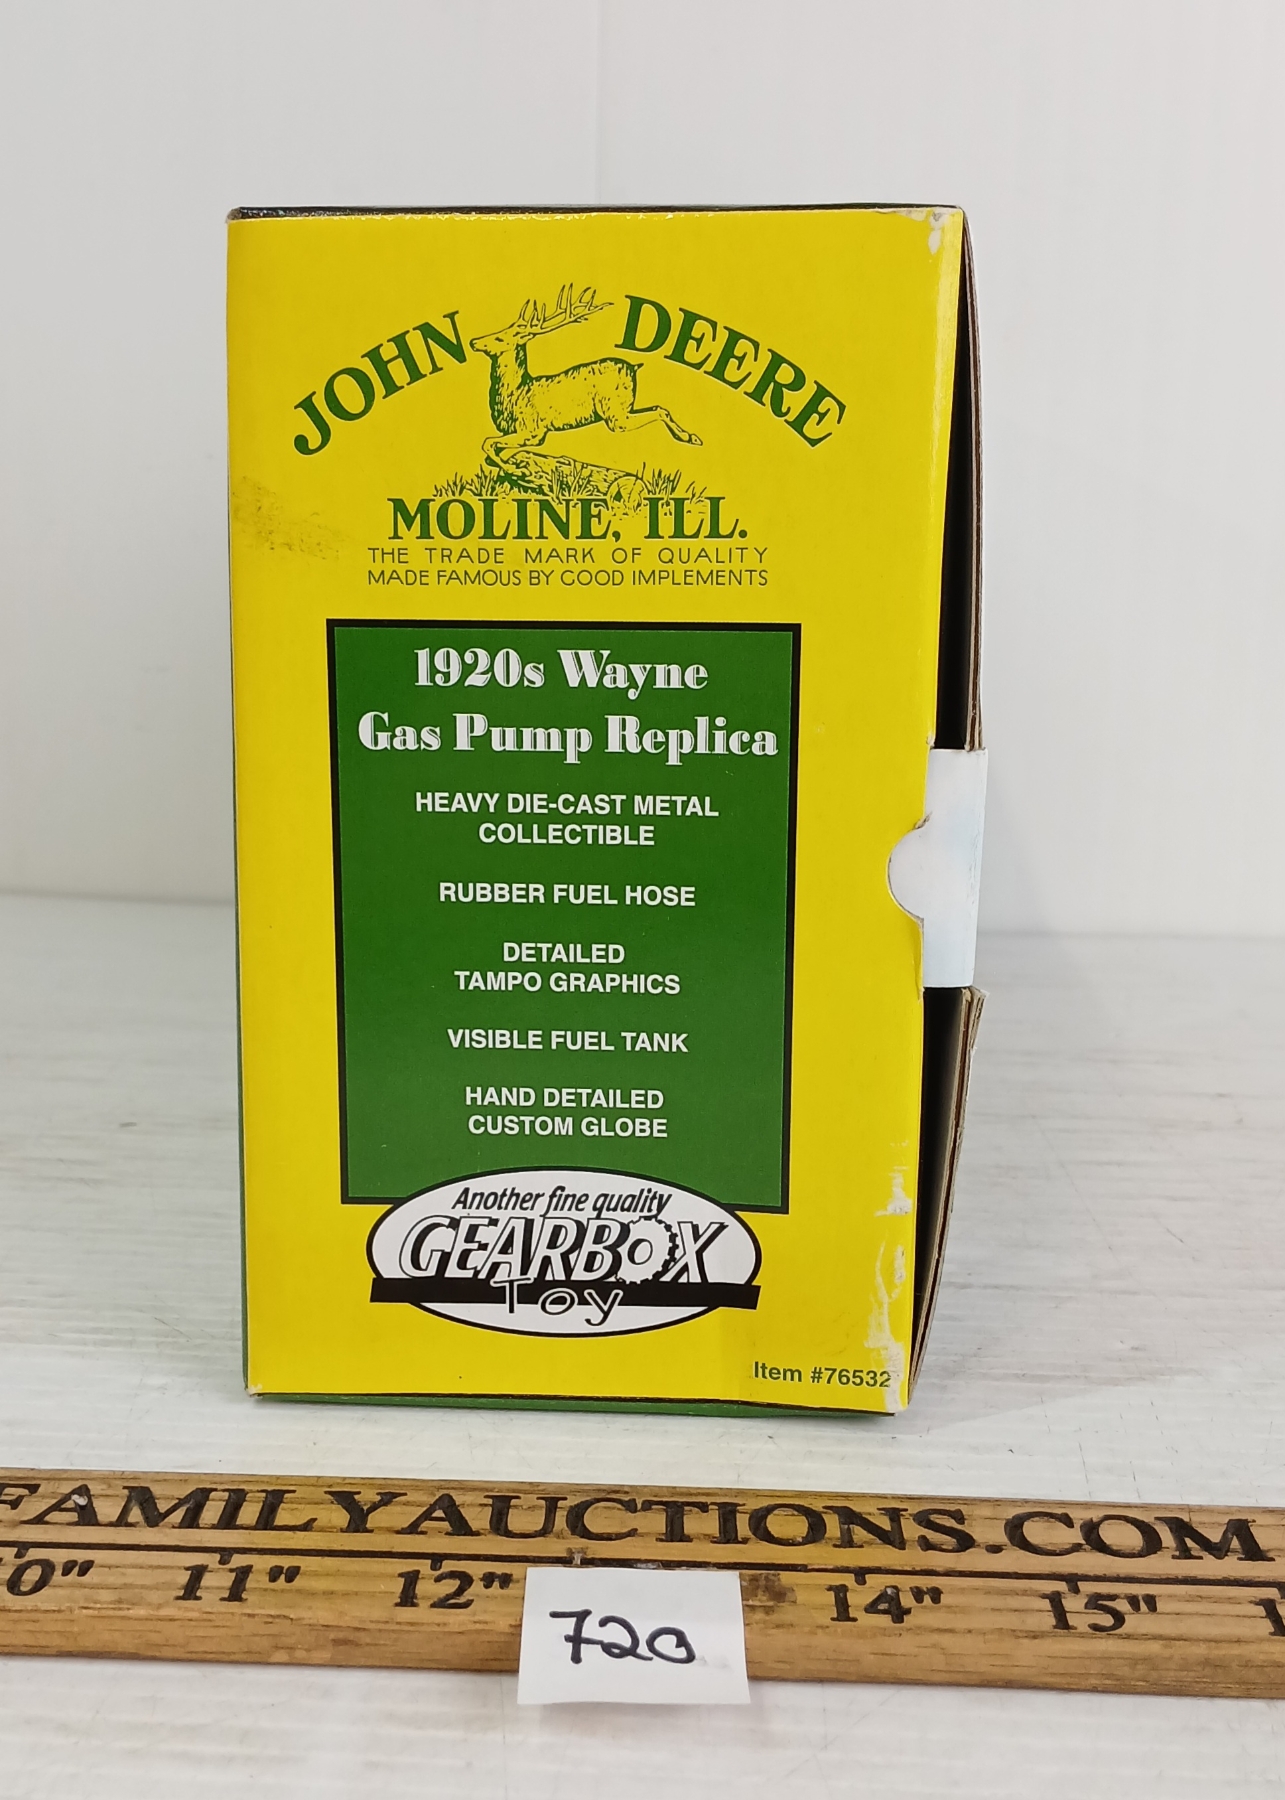 JOHN DEERE
MOLINE, ILL.
THE TRADE MARK OF QUALITY
MADE FAMOUS BY GOOD IMPLEMENTS
1920s Wayne
Gas Pump Replica
HEAVY DIE-CAST METAL
COLLECTIBLE
RUBBER FUEL HOSE
DETAILED
TAMPO GRAPHICS
VISIBLE FUEL TANK
HAND DETAILED
CUSTOM GLOBE
Another fine quality
GEARBOX
Toy
Item #76532
FAMILYAUCTIONS.COM
0" 11" 12" 14" 15" 1
720